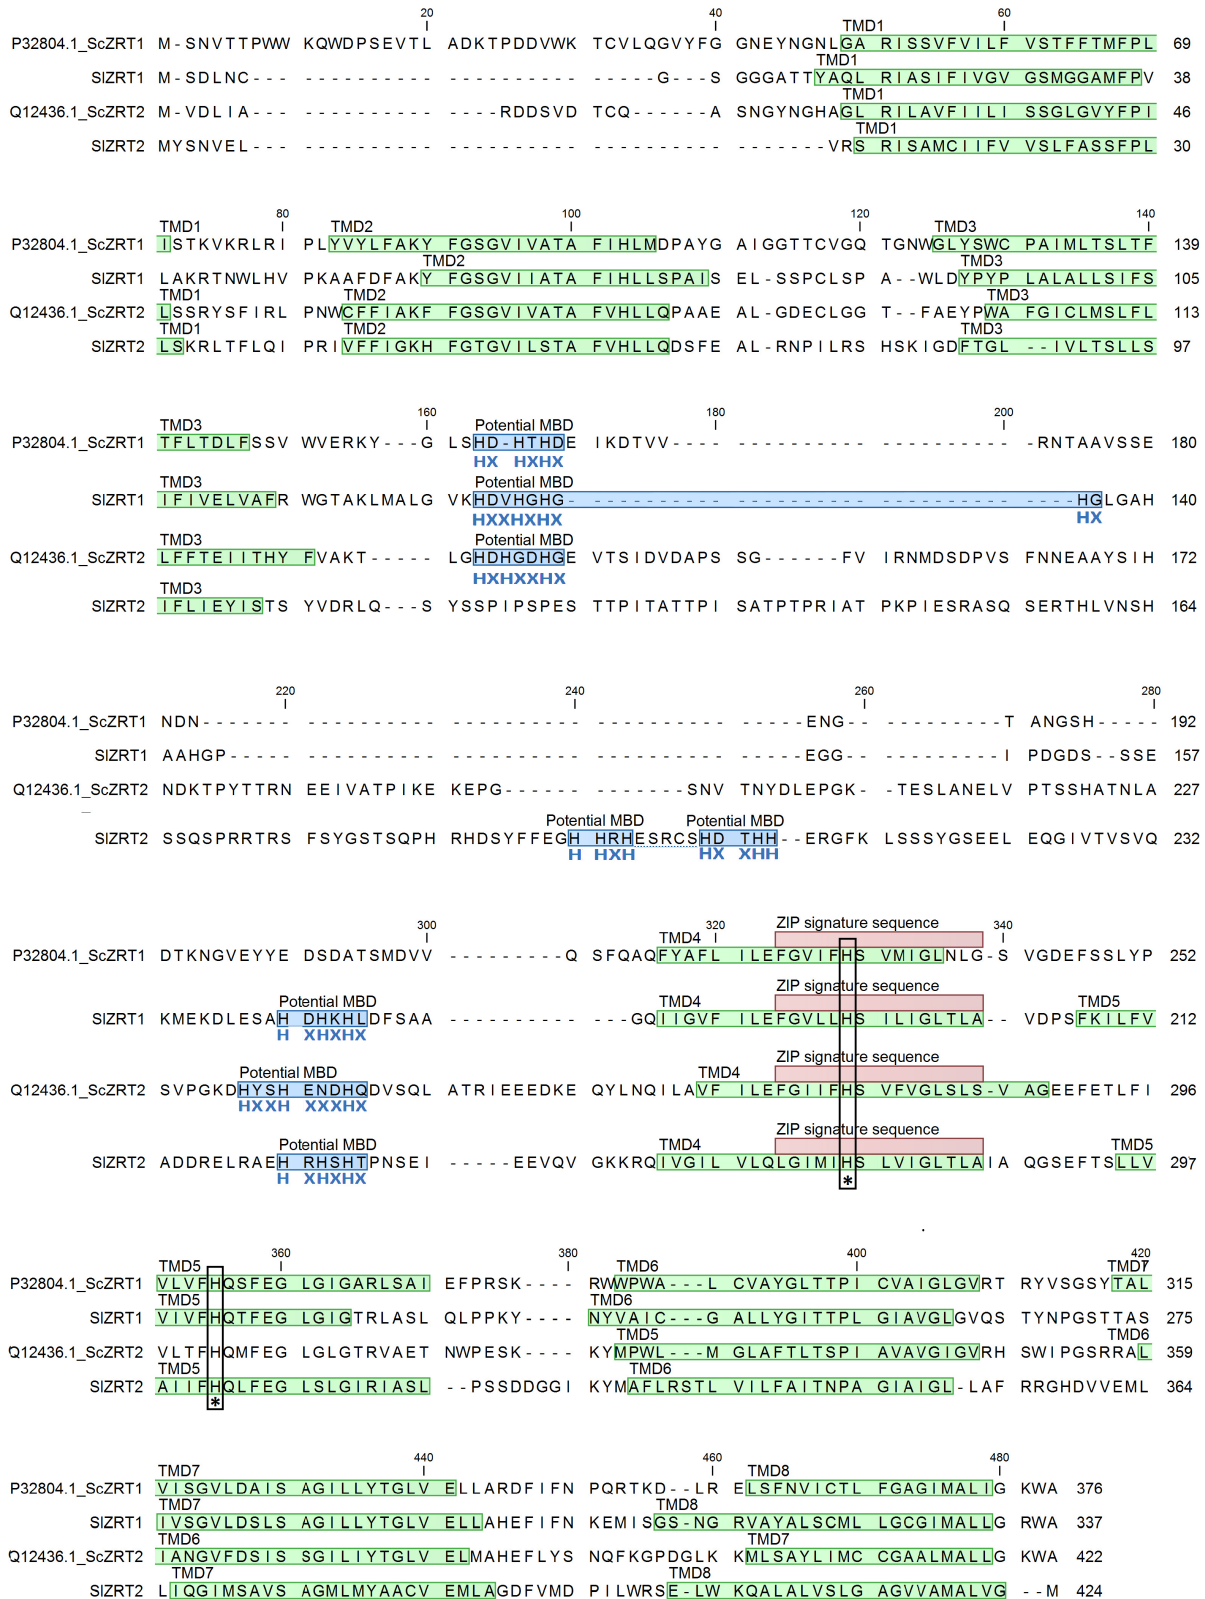 20 40 60
TMD1
P32804.1_ScZRT1 M-SNVTTPWW KQWDPSEVTL ADKTPDDVWK TCVLQGVYFG GNEYNGNLGA RISSVFVILF VSTFFTMFPL 69
TMD1
SlZRT1 M-SDLNC--- ---------- ---------- -----G---S GGGATTYAQL RIASIFIVGV GSMGGAMFPV 38
TMD1
Q12436.1_ScZRT2 M-VDLIA--- ---------- ----RDDSVD TCQ------A SNGYNGHAGL RILAVFIILI SSGLGVYFPI 46
TMD1
SlZRT2 MYSNVEL--- ---------- ---------- ---------- -------VRS RISAMCIIFV VSLFASSFPL 30
80 100 120 140
TMD1 TMD2 TMD3
P32804.1_ScZRT1 ISTKVKRLRI PLYVYLFAKY FGSGVIVATA FIHLMDPAYG AIGGTTCVGQ TGNWGLYSWC PAIMLTSLTF 139
TMD2 TMD3
SlZRT1 LAKRTNWLHV PKAAFDFAKY FGSGVIIATA FIHLLSPAIS EL-SSPCLSP A--WLDYPYP LALALLSIFS 105
TMD1 TMD2 TMD3
Q12436.1_ScZRT2 LSSRYSFIRL PNWCFFIAKF FGSGVIVATA FVHLLQPAAE AL-GDECLGG T--FAEYPWA FGICLMSLFL 113
TMD1 TMD2 TMD3
SlZRT2 LSKRLTFLQI PRIVFFIGKH FGTGVILSTA FVHLLQDSFE AL-RNPILRS HSKIGDFTGL --IVLTSLLS 97
160 180 200
TMD3 Potential MBD
P32804.1_ScZRT1 TFLTDLFSSV WVERKY---G LSHD-HTHDE IKDTVV---- ---------- ---------- --RNTAAVSSE 180
HX HXHX
TMD3 Potential MBD
SlZRT1 IFIVELVAFR WGTAKLMALG VKHDVHGHG- ---------- ---------- ---------- -----HGLGAH 140
HXXHXHX HX
TMD3 Potential MBD
Q12436.1_ScZRT2 LFFTEIITHY FVAKT----- LGHDHGDHGE VTSIDVDAPS SG------FV IRNMDSDPVS FNNEAAYSIH 172
HXHXXHX
TMD3
SlZRT2 IFLIEYISTS YVDRLQ---S YSSPIPSPES TTPITATTPI SATPTPRIAT PKPIESRASQ SERTHLVNSH 164
220 240 260 280
P32804.1_ScZRT1 NDN------- ---------- ---------- ---------- ------ENG- ---------T ANGSH----- 192
SlZRT1 AAHGP----- ---------- ---------- ---------- ------EGG- ---------I PDGDS--SSE 157
Q12436.1_ScZRT2 NDKTPYTTRN EEIVATPIKE KEPG------ --------SNV TNYDLEPGK- --TESLANELV PTSSHATNLA 227
Potential MBD Potential MBD
SlZRT2 SSQSPRRTRS FSYGSTSQPH RHDSYFFEGH HRHESRCSHD THH--ERGFK LSSSYGSEEL EQGIVTVSVQ 232
H HXH HX XHH
300 320 340
TMD4 ZIP signature sequence
P32804.1_ScZRT1 DTKNGVEYYE DSDATSMDVV ---------Q SFQAQFYAFL ILEFGVIFHS VMIGLNLG-S VGDEFSSLYP 252
Potential MBD TMD4 ZIP signature sequence TMD5
SlZRT1 KMEKDLESAH DHKHLDFSAA ---------- ---GQIIGVF ILEFGVLLHS ILIGLTLA-- VDPSFKILFV 212
H XHXHX
Potential MBD TMD4 ZIP signature sequence
Q12436.1_ScZRT2 SVPGKDHYSH ENDHQDVSQL ATRIEEEDKE QYLNQILAVF ILEFGIIFHS VFVGLSLS-V AGEEFETLFI 296
HXXH XXXHX
Potential MBD TMD4 ZIP signature sequence TMD5
SlZRT2 ADDRELRAEH RHSHTPNSEI -----EEVQV GKKRQIVGIL VLQLGIMIHS LVIGLTLAIA QGSEFTSLLV 297
H XHXHX *
360 380 400 420
TMD5 TMD6 TMD7
P32804.1_ScZRT1 VLVFHQSFEG LGIGARLSAI EFPRSK---- RWWPWA---L CVAYGLTTPI CVAIGLGVRT RYVSGSYTAL 315
TMD5 TMD6
SlZRT1 VIVFHQTFEG LGIGTRLASL QLPPKY---- NYVAIC---G ALLYGITTPL GIAVGLGVQS TYNPGSTTAS 275
TMD5 TMD6
Q12436.1_ScZRT2 VLTFHQMFEG LGLGTRVAET NWPESK---- KYMPWL---M GLAFTLTSPI AVAVGIGVRH SWIPGSRRAL 359
TMD5 TMD6
SlZRT2 AIIFHQLFEG LSLGIRIASL --PSSDDGGI KYMAFLRSTL VILFAITNPA GIAIGL-LAF RRGHDVVEML 364
*
440 460 480
TMD7 TMD8
P32804.1_ScZRT1 VISGVLDAIS AGILLYTGLV ELLARDFIFN PQRTKD--LR ELSFNVICTL FGAGIMALIG KWA 376
TMD7 TMD8
SlZRT1 IVSGVLDSLS AGILLYTGLV ELLAHEFIFN KEMISGS-NG RVAYALSCML LGCGIMALLG RWA 337
TMD6 TMD7
Q12436.1_ScZRT2 IANGVFDSIS SGILIYTGLV ELMAHEFLYS NQFKGPDGLK KMLSAYLIMC CGAALMALLG KWA 422
TMD7 TMD8
SlZRT2 LIQGIMSAVS AGMLMYAACV EMLAGDFVMD PILWRSE-LW KQALALVSLG AGVVAMALVG --M 424